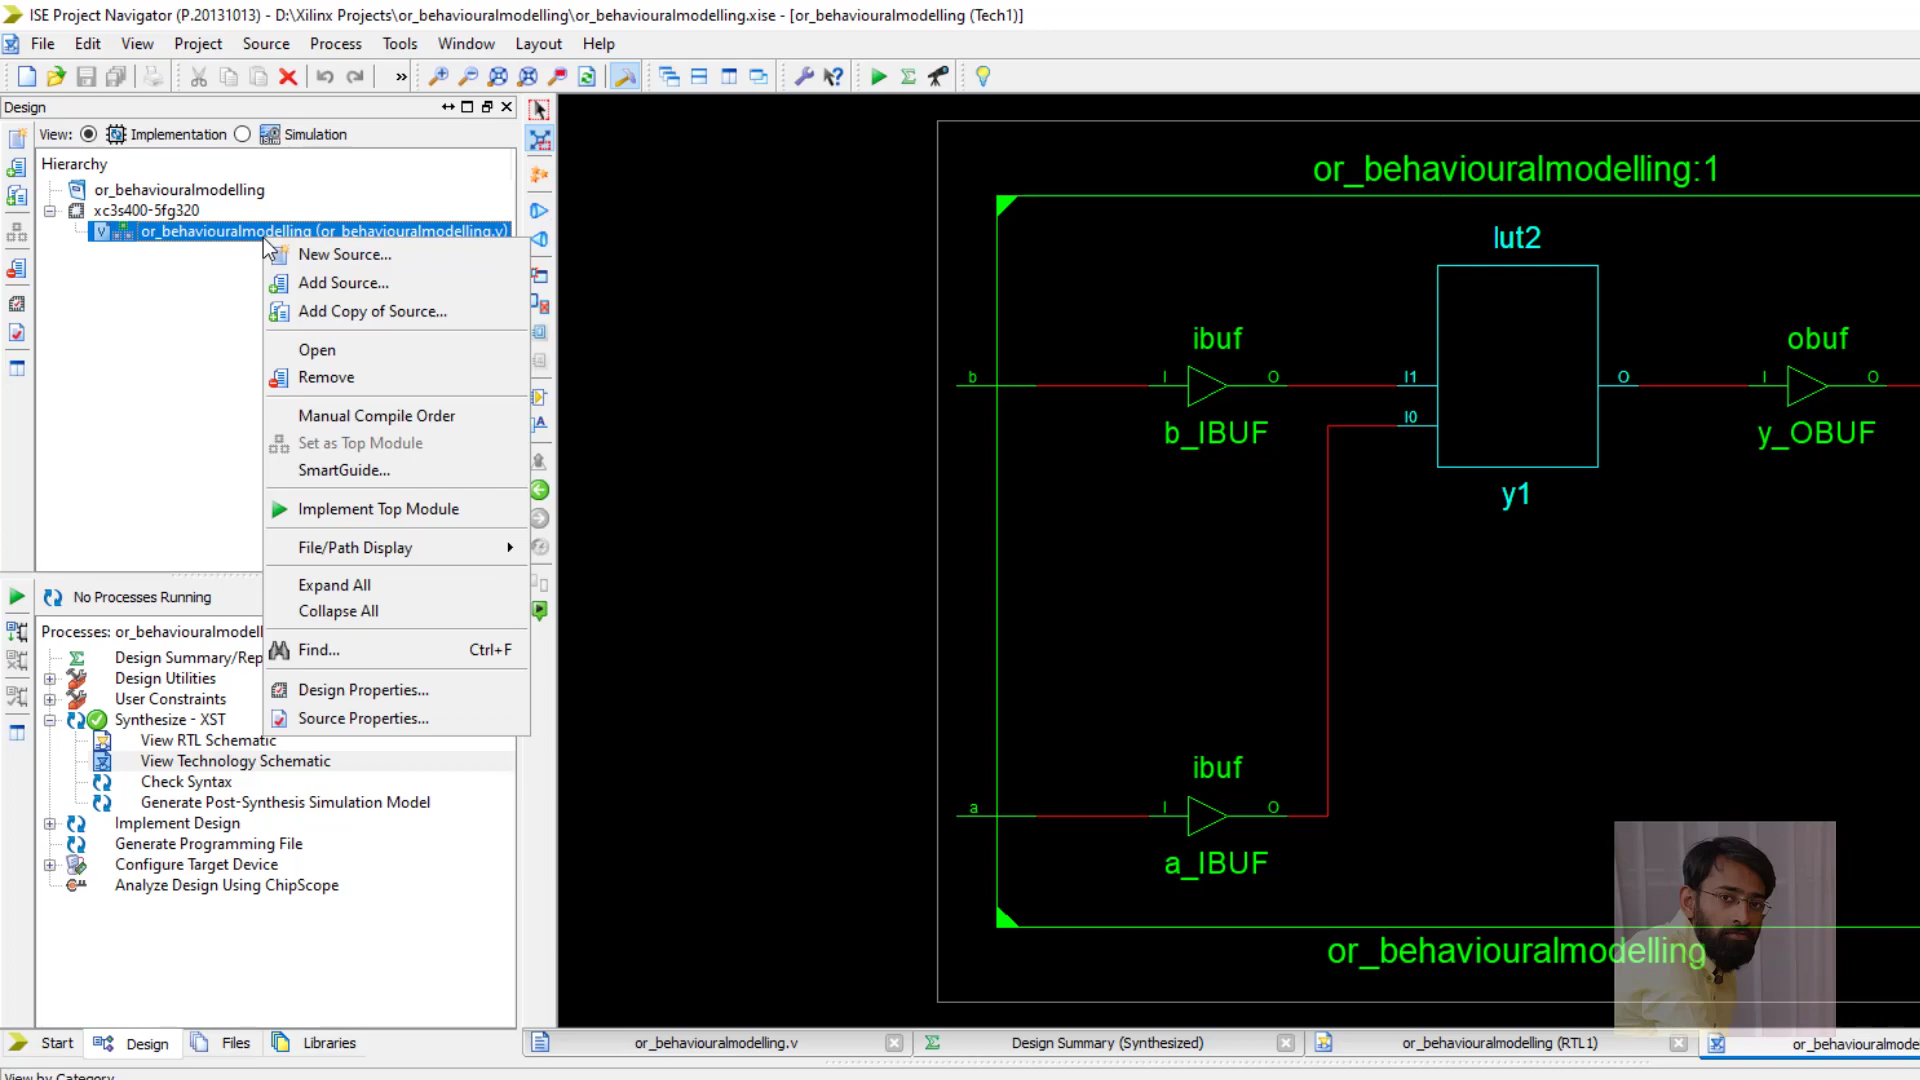 ISE Project Navigator (P.20131013) - D:\Xilinx Projects\or_behaviouralmodelling\or_behaviouralmodelling.xise - [or_behaviouralmodelling (Tech1)]
File Edit View Project Source Process Tools Window Layout Help
Design
View: Implementation Simulation
Hierarchy
or_behaviouralmodelling
xc3s400-5fg320
or_behaviouralmodelling (or_behaviouralmodelling.v)
New Source...
Add Source...
Add Copy of Source...
Open
Remove
Manual Compile Order
Set as Top Module
SmartGuide...
Implement Top Module
File/Path Display
Expand All
Collapse All
Find... Ctrl+F
Design Properties...
Source Properties...
No Processes Running
Processes: or_behaviouralmodell
Design Summary/Rep
Design Utilities
User Constraints
Synthesize - XST
View RTL Schematic
View Technology Schematic
Check Syntax
Generate Post-Synthesis Simulation Model
Implement Design
Generate Programming File
Configure Target Device
Analyze Design Using ChipScope
Start Design Files Libraries
View by Category
or_behaviouralmodelling:1
lut2
ibuf
obuf
b I O I1 O I O
I0
b_IBUF
y_OBUF
y1
ibuf
a I O
a_IBUF
or_behaviouralmodelling
or_behaviouralmodelling.v Design Summary (Synthesized) or_behaviouralmodelling (RTL1) or_behaviouralmode